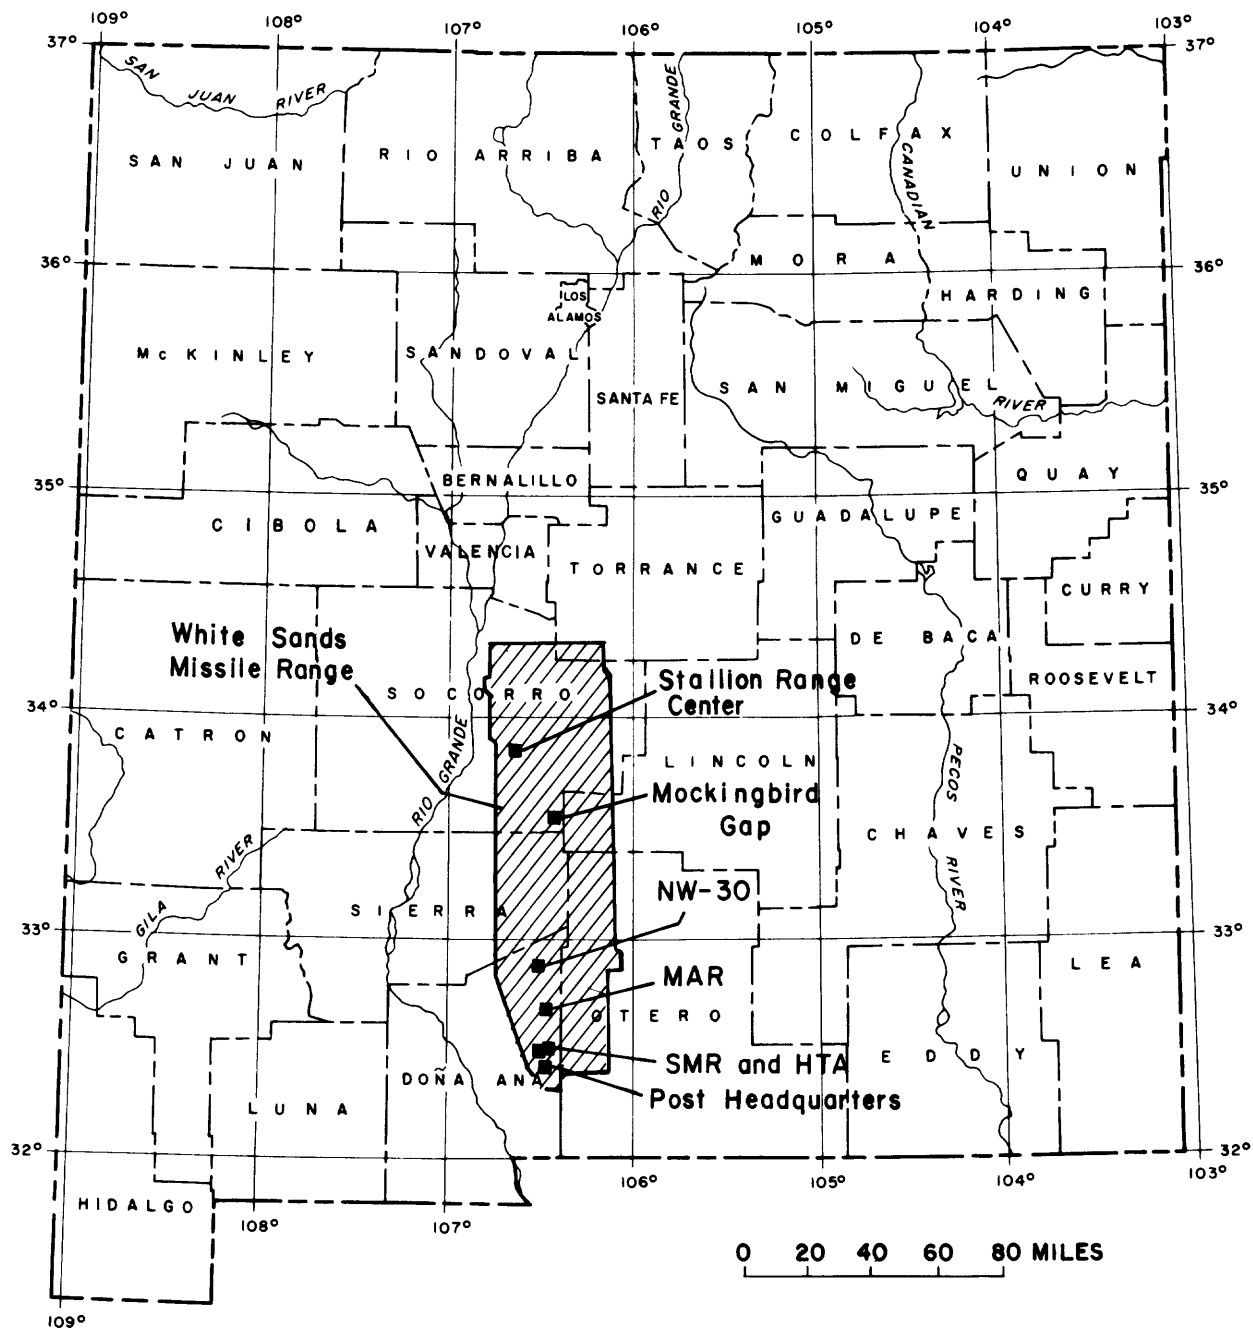 109° 108° 107° 106° 105° 104° 103°
37° 37°
SAN JUAN RIVER
RIO GRANDE
CANADIAN
SAN JUAN
RIO ARRIBA
TAOS
COLFAX
UNION
36° 36°
MORA
HARDING
LOS
ALAMOS
McKINLEY
SANDOVAL
SANTA FE
SAN MIGUEL
RIVER
BERNALILLO
QUAY
35° 35°
CIBOLA
VALENCIA
TORRANCE
GUADALUPE
CURRY
DE BACA
ROOSEVELT
White Sands
Missile Range
SOCORRO
Stallion Range
Center
34° 34°
CATRON
RIO GRANDE
LINCOLN
PECOS
RIVER
Mockingbird
Gap
CHAVES
GILA RIVER
NW-30
SIERRA
33° 33°
GRANT
LEA
MAR
OTERO
SMR and HTA
EDDY
DOÑA ANA
Post Headquarters
LUNA
32° 32°
106° 105° 104° 103°
HIDALGO
108° 107°
0 20 40 60 80 MILES
109°